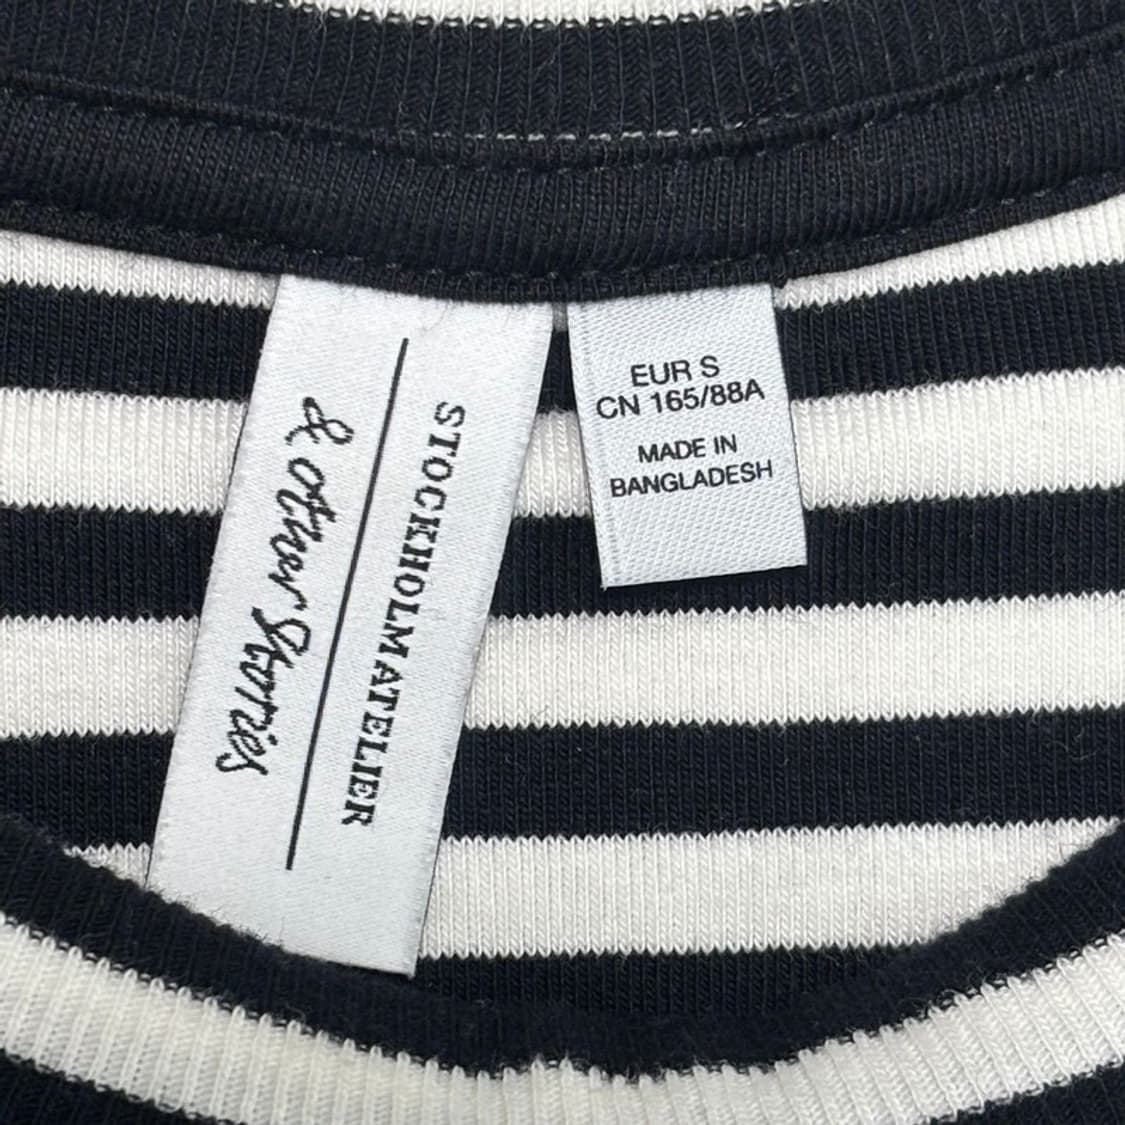 & other Stories
STOCKHOLM ATELIER
EUR S
CN 165/88A
MADE IN
BANGLADESH